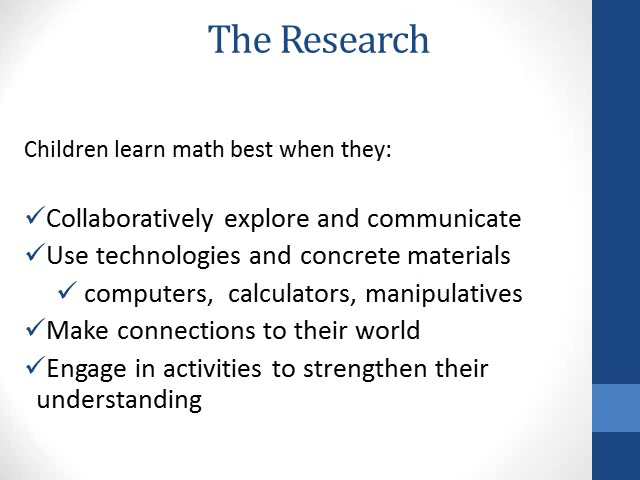 The Research
Children learn math best when they:
✓Collaboratively explore and communicate
✓Use technologies and concrete materials
✓ computers, calculators, manipulatives
✓Make connections to their world
✓Engage in activities to strengthen their
understanding